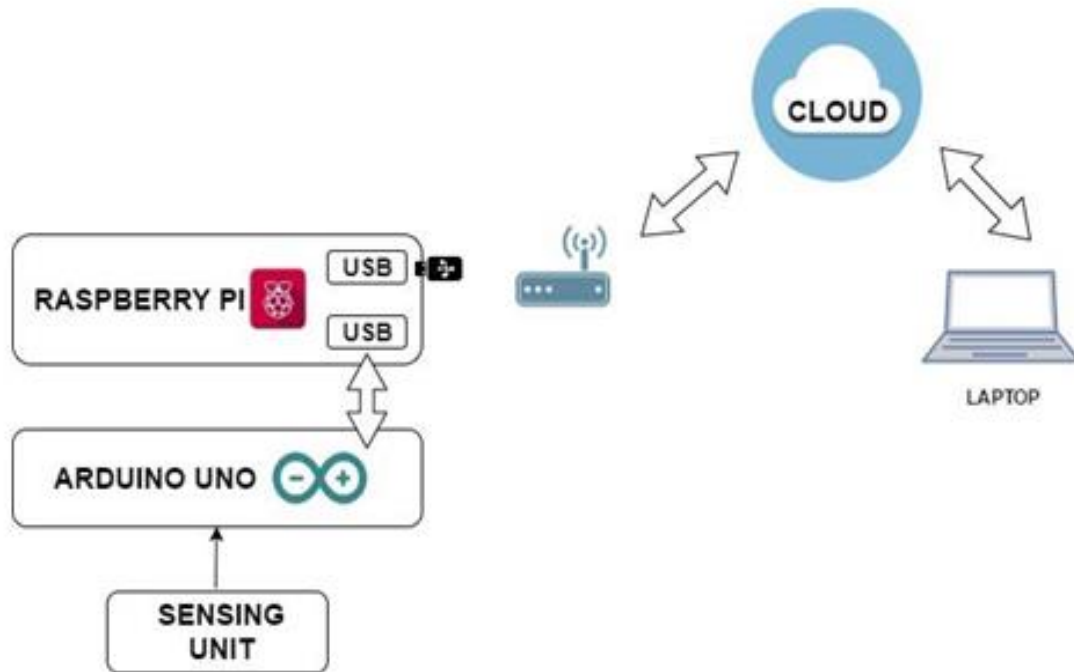 CLOUD
USB
RASPBERRY PI
USB
LAPTOP
ARDUINO UNO
SENSING
UNIT